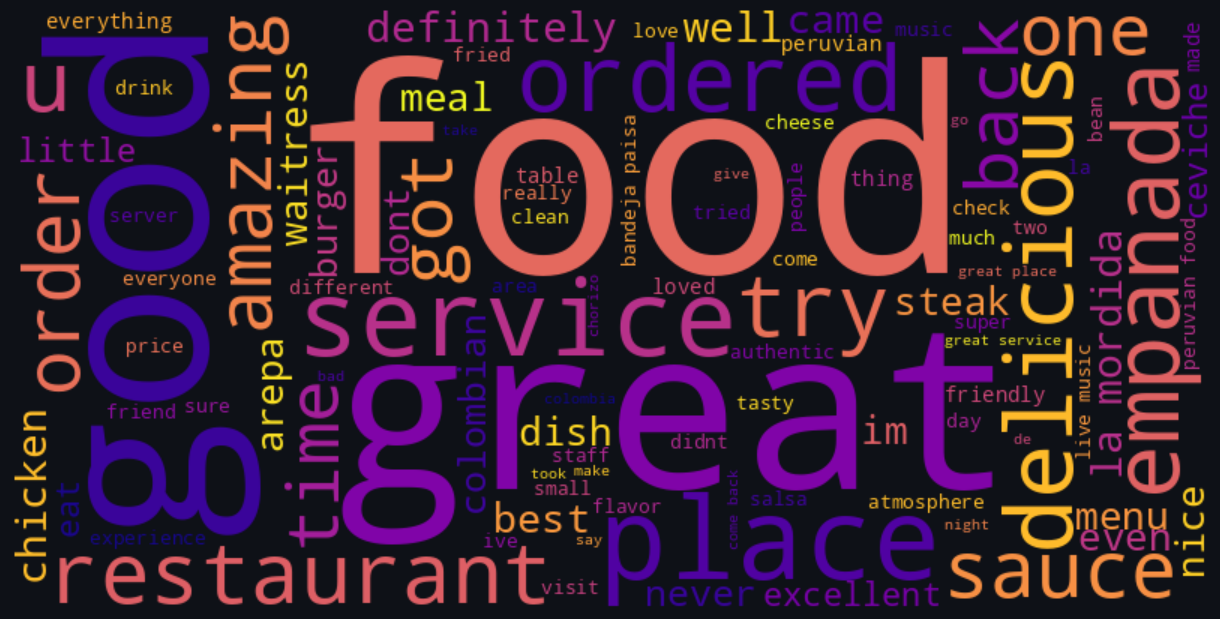 everything
good
drink
server
price
u
little
order
amazing
waitress
everyone
friend
sure
arepa
chicken
eat
experience
restaurant
definitely
fried
meal
take
burger
dont
got
different
food
table
really
clean
love
well
came
music
peruvian
ordered
cheese
bandeja paisa
give
tried
people
thing
come
go
back
one
delicious
bean
made
ceviche
la
empanada
check
two
much
great place
peruvian food
la mordida
area
chorizo
loved
service
try
steak
super
great service
authentic
colombian
bad
time
great
colombia
tasty
dish
staff
took
make
small
didnt
im
friendly
day
de
live music
flavor
best
ive
say
come back
salsa
atmosphere
night
place
visit
never
excellent
menu
even
sauce
nice